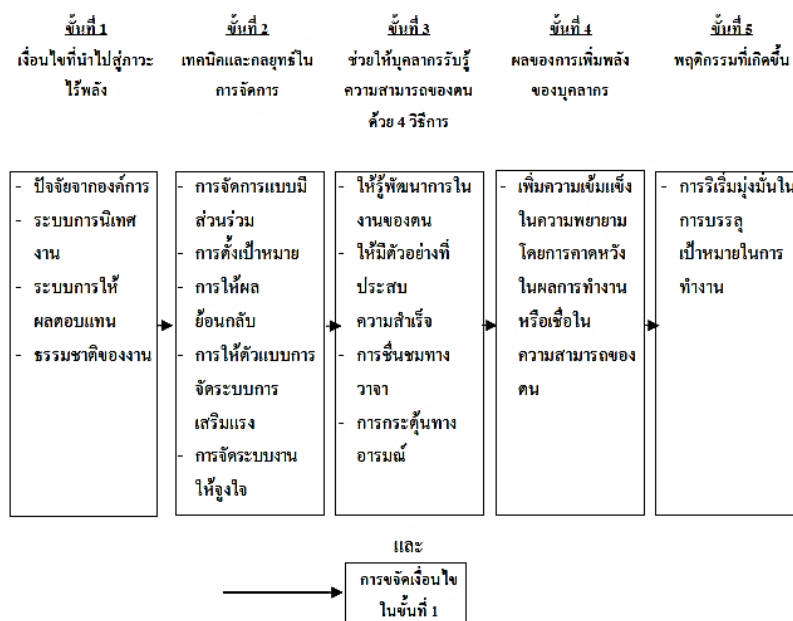 ขั้นที่ 1
เงื่อนไขที่นำไปสู่ภาวะ
ไร้พลัง
ขั้นที่ 2
เทคนิคและกลยุทธ์ใน
การจัดการ
ขั้นที่ 3
ช่วยให้บุคลากรรับรู้
ความสามารถของตน
ด้วย 4 วิธีการ
ขั้นที่ 4
ผลของการเพิ่มพลัง
ของบุคลากร
ขั้นที่ 5
พฤติกรรมที่เกิดขึ้น
- ปัจจัยจากองค์การ
- ระบบการนิเทศ
งาน
- ระบบการให้
ผลตอบแทน
- ธรรมชาติของงาน
- การจัดการแบบมี
ส่วนร่วม
- การตั้งเป้าหมาย
- การให้ผล
ย้อนกลับ
- การให้ตัวแบบการ
จัดระบบการ
เสริมแรง
- การจัดระบบงาน
ให้จูงใจ
- ให้รู้พัฒนาการใน
งานของตน
- ให้มีตัวอย่างที่
ประสบ
ความสำเร็จ
- การชื่นชมทาง
วาจา
- การกระตุ้นทาง
อารมณ์
- เพิ่มความเข้มแข็ง
ในความพยายาม
โดยการคาดหวัง
ในผลการทำงาน
หรือเชื่อใน
ความสามารถของ
ตน
- การริเริ่มมุ่งมั่นใน
การบรรลุ
เป้าหมายในการ
ทำงาน
และ
การขจัดเงื่อนไข
ในขั้นที่ 1